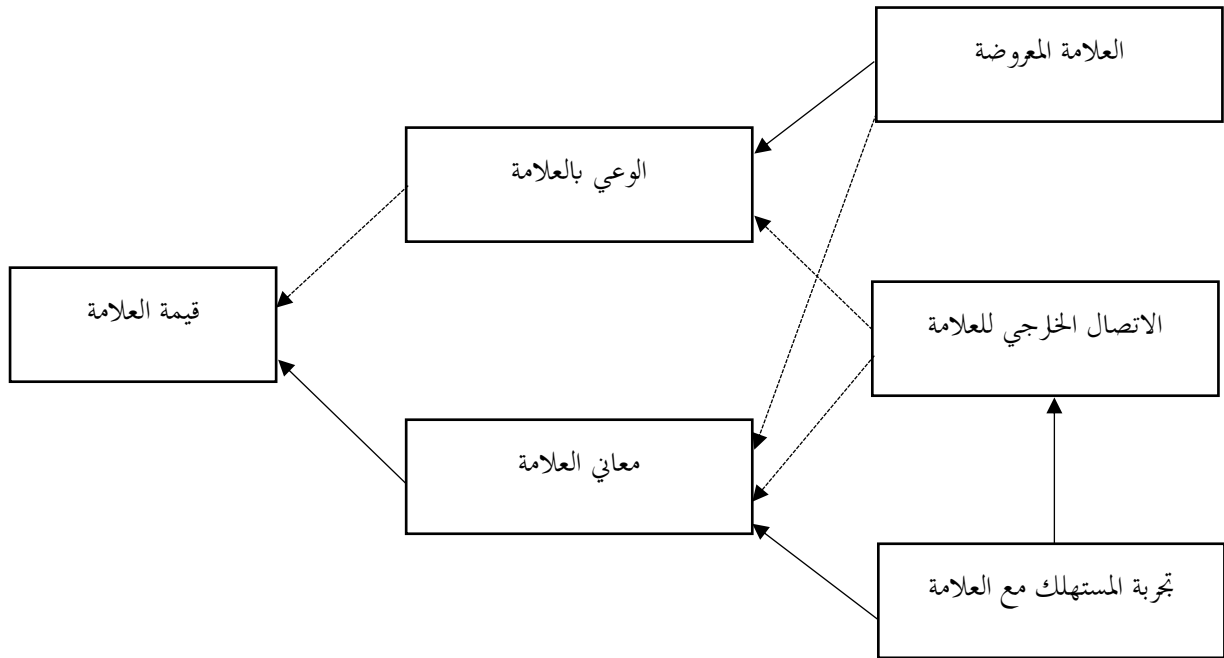 العلامة المعروضة
الوعي بالعلامة
قيمة العلامة
الاتصال الخارجي للعلامة
معاني العلامة
تجربة المستهلك مع العلامة